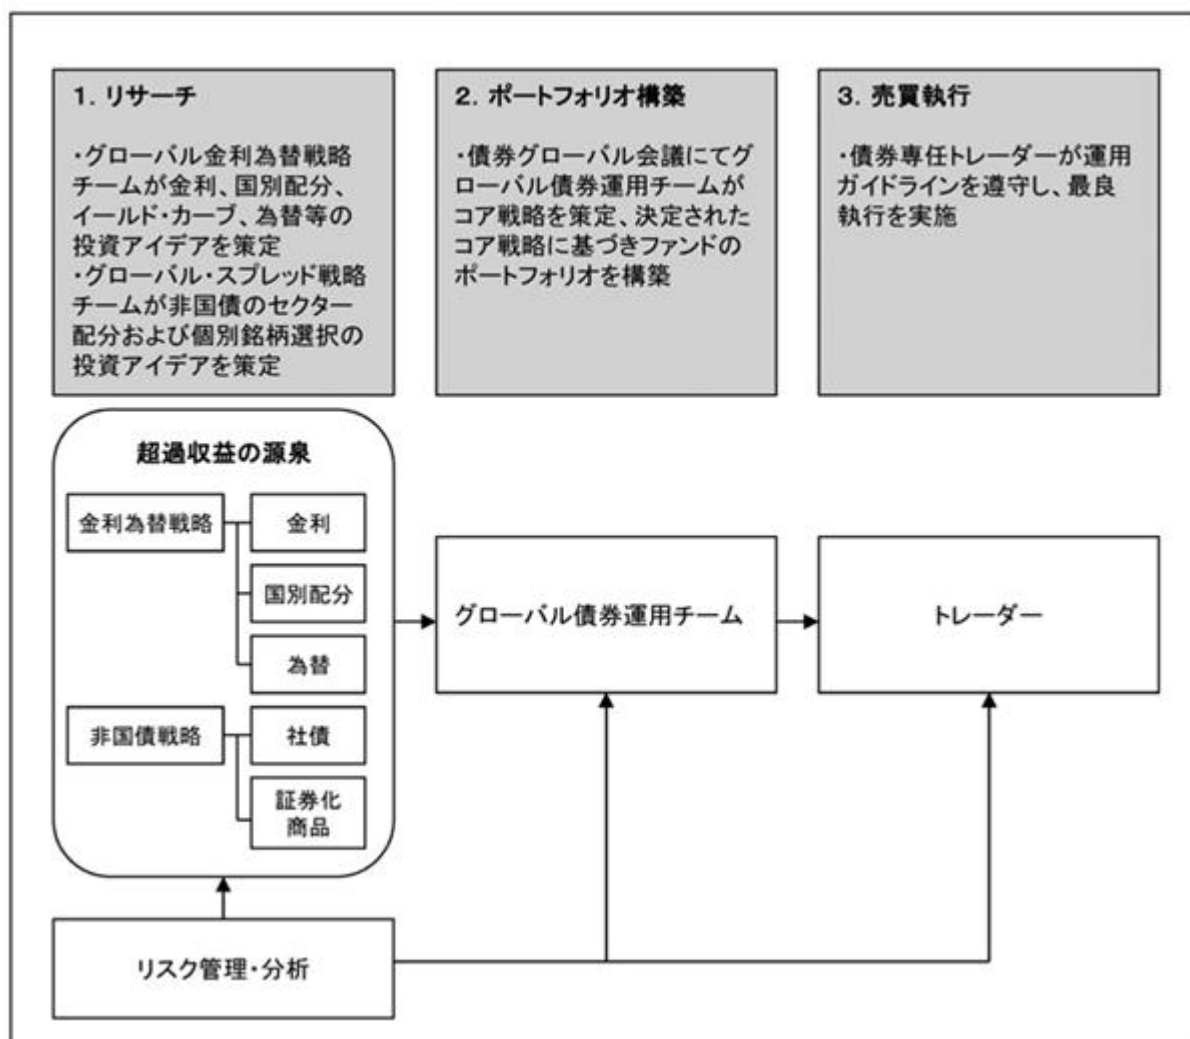 1. リサーチ
・グローバル金利為替戦略
チームが金利、国別配分、
イールド・カーブ、為替等の
投資アイデアを策定
・グローバル・スプレッド戦略
チームが非国債のセクター
配分および個別銘柄選択の
投資アイデアを策定
2. ポートフォリオ構築
・債券グローバル会議にてグ
ローバル債券運用チームが
コア戦略を策定、決定された
コア戦略に基づきファンドの
ポートフォリオを構築
3. 売買執行
・債券専任トレーダーが運用
ガイドラインを遵守し、最良
執行を実施
超過収益の源泉
金利為替戦略
金利
国別配分
為替
非国債戦略
社債
証券化
商品
グローバル債券運用チーム
トレーダー
リスク管理・分析